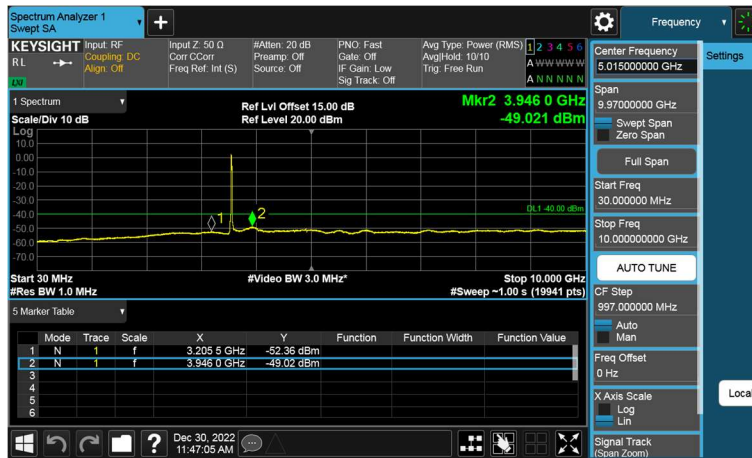 Spectrum Analyzer 1
Swept SA
Frequency
KEYSIGHT
RL
LXI
Input: RF
Coupling: DC
Align: Off
Input Z: 50 Ω
Corr CCorr
Freq Ref: Int (S)
#Atten: 20 dB
Preamp: Off
Source: Off
PNO: Fast
Gate: Off
IF Gain: Low
Sig Track: Off
Avg Type: Power (RMS)
Avg|Hold: 10/10
Trig: Free Run
1 2 3 4 5 6
A W W W W W
A N N N N N
1 Spectrum
Scale/Div 10 dB
Ref Lvl Offset 15.00 dB
Ref Level 20.00 dBm
Mkr2 3.946 0 GHz
-49.021 dBm
Log
10.0
0.00
-10.0
-20.0
-30.0
-40.0
-50.0
-60.0
-70.0
DL1 -40.00 dBm
1
2
Start 30 MHz
#Res BW 1.0 MHz
#Video BW 3.0 MHz*
Stop 10.000 GHz
#Sweep ~1.00 s (19941 pts)
5 Marker Table
Mode Trace Scale X Y Function Function Width Function Value
1 N 1 f 3.205 5 GHz -52.36 dBm
2 N 1 f 3.946 0 GHz -49.02 dBm
3
4
5
6
Center Frequency
5.015000000 GHz
Settings
Span
9.97000000 GHz
Swept Span
Zero Span
Full Span
Start Freq
30.000000 MHz
Stop Freq
10.000000000 GHz
AUTO TUNE
CF Step
997.000000 MHz
Auto
Man
Freq Offset
0 Hz
X Axis Scale
Log
Lin
Local
Signal Track
(Span Zoom)
?
Dec 30, 2022
11:47:05 AM